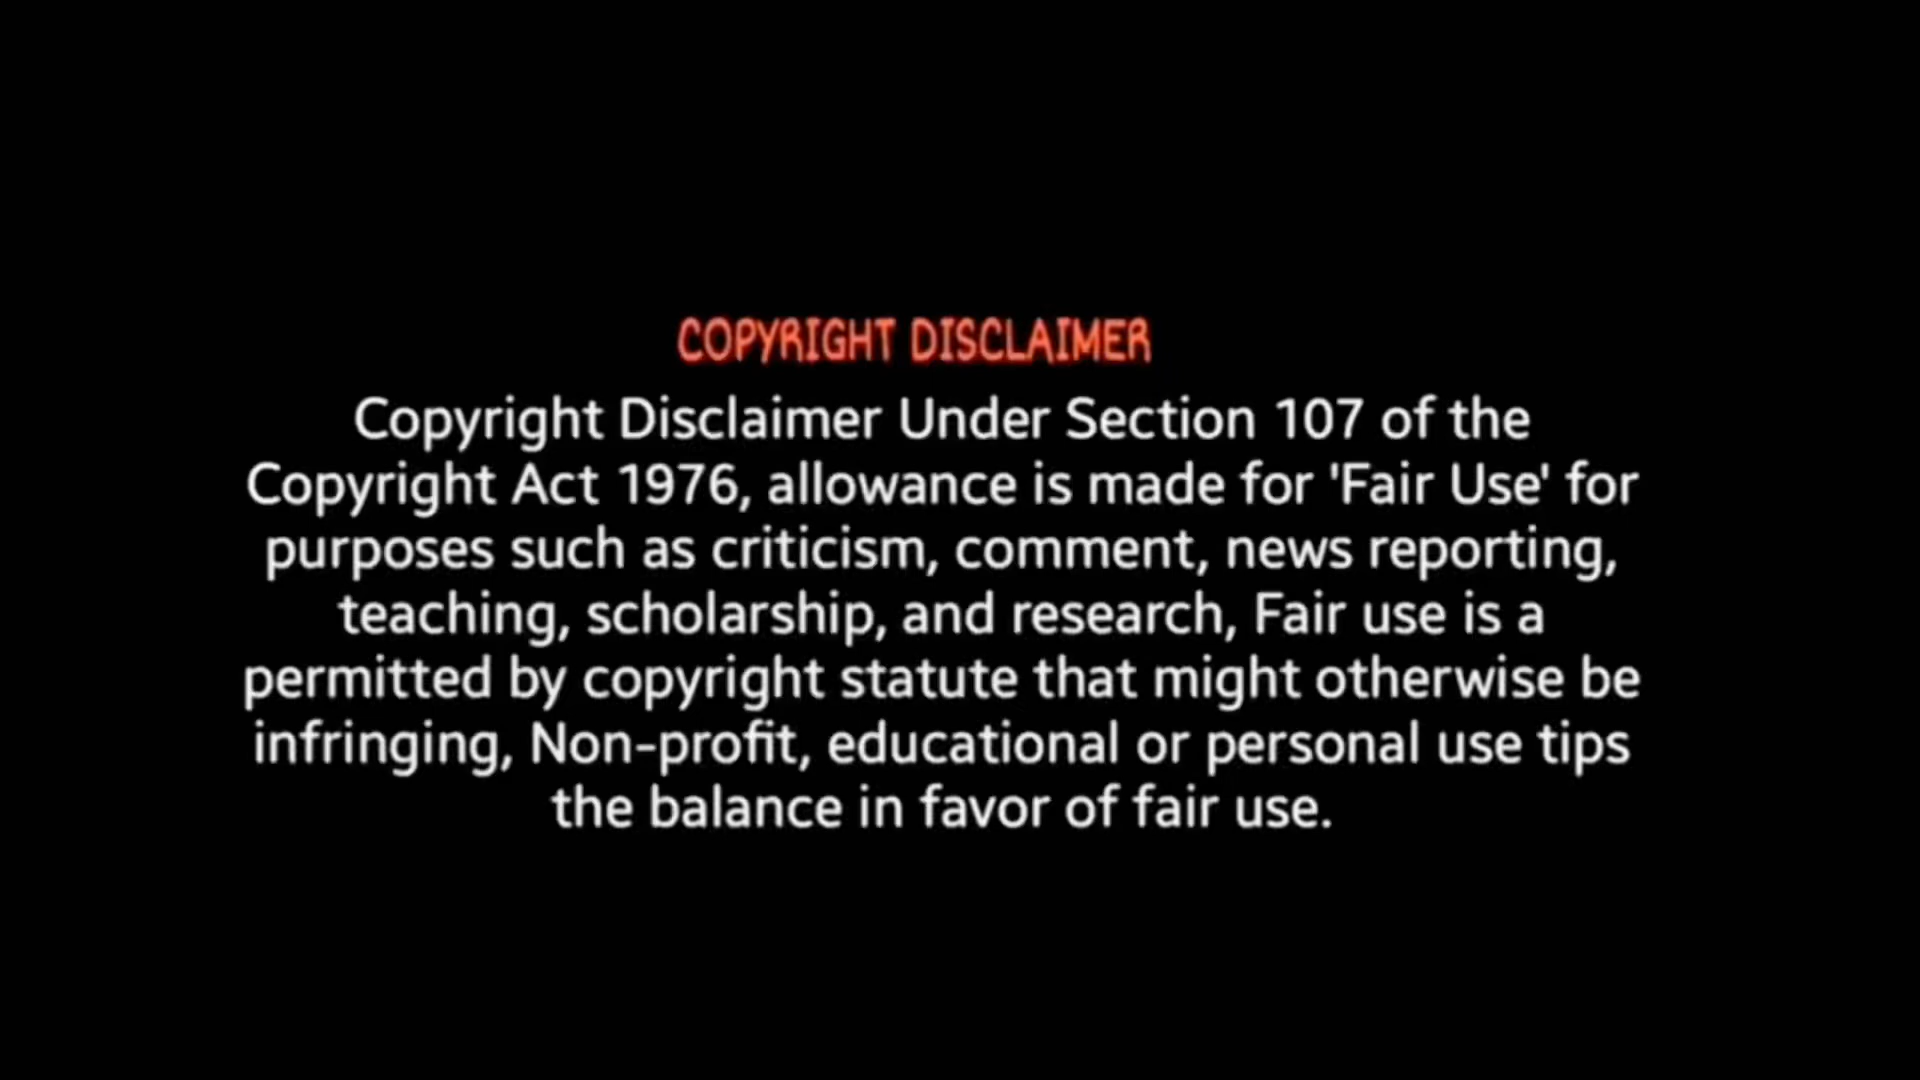 COPYRIGHT DISCLAIMER
Copyright Disclaimer Under Section 107 of the
Copyright Act 1976, allowance is made for 'Fair Use' for
purposes such as criticism, comment, news reporting,
teaching, scholarship, and research, Fair use is a
permitted by copyright statute that might otherwise be
infringing, Non-profit, educational or personal use tips
the balance in favor of fair use.